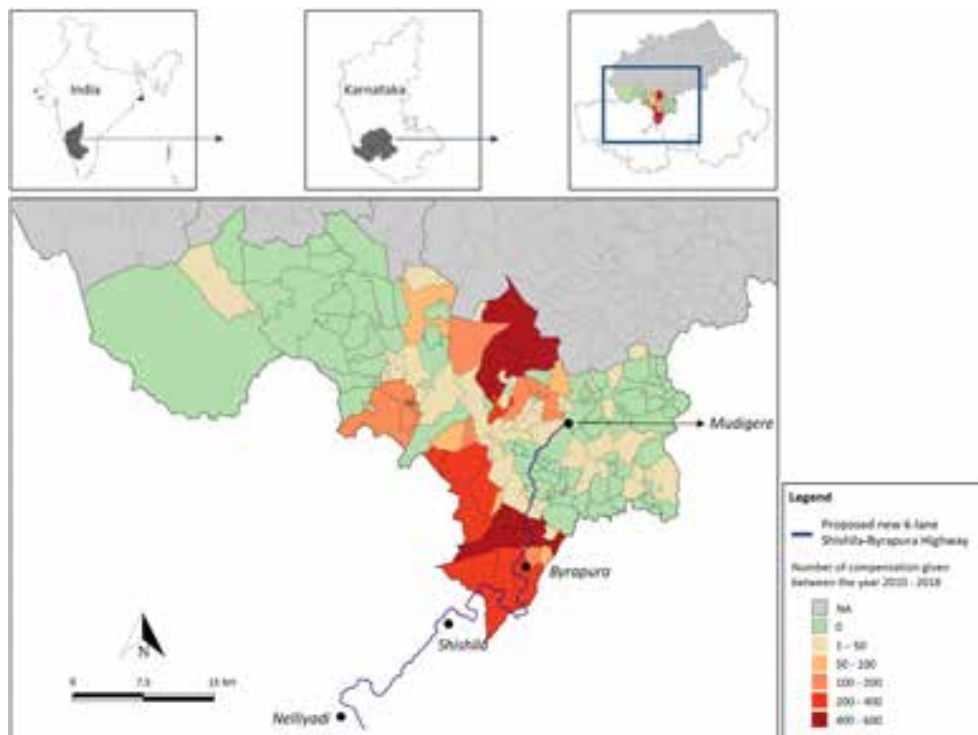 India
Karnataka
Mudigere
Byrapura
Shishila
Nelliyadi
N
0 7.5 15 km
Legend
Proposed new 6-lane
Shishila-Byrapura Highway
Number of compensation given
between the year 2010 - 2018
NA
0
1 - 50
50 - 100
100 - 200
200 - 400
400 - 600